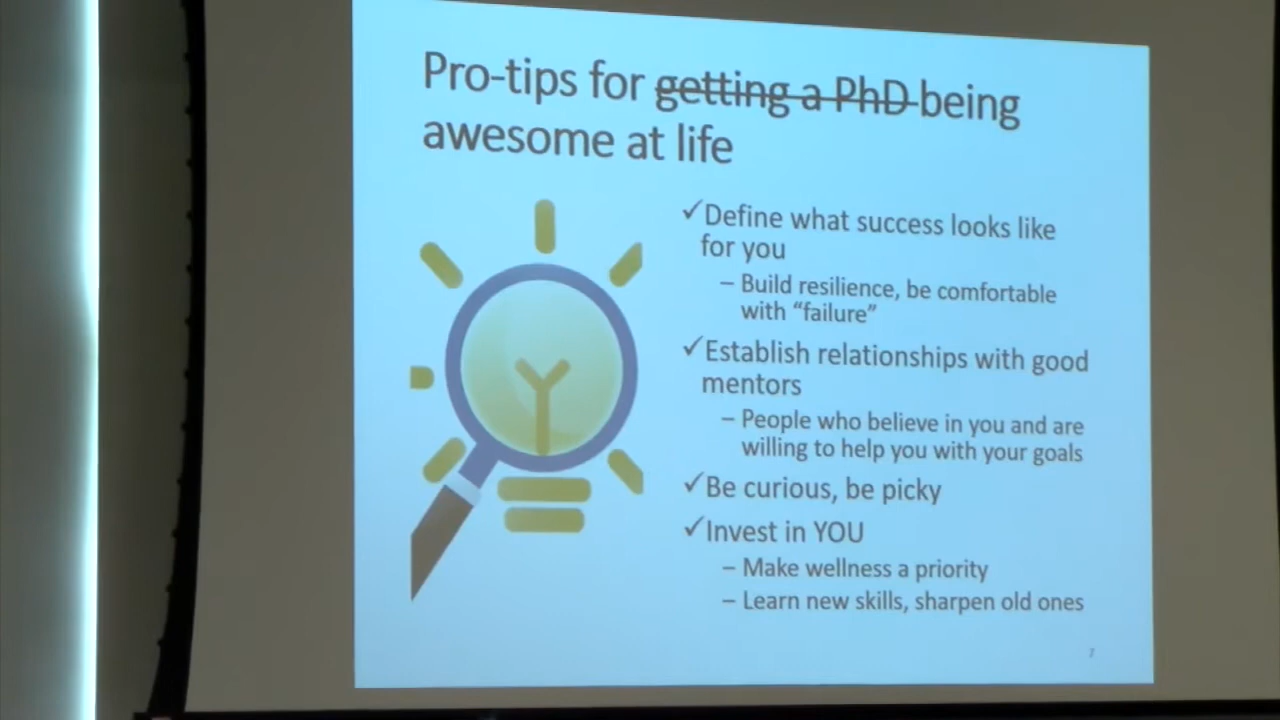 Pro-tips for getting a PhD being
awesome at life
✓Define what success looks like
for you
– Build resilience, be comfortable
with “failure”
✓Establish relationships with good
mentors
– People who believe in you and are
willing to help you with your goals
✓Be curious, be picky
✓Invest in YOU
– Make wellness a priority
– Learn new skills, sharpen old ones
7